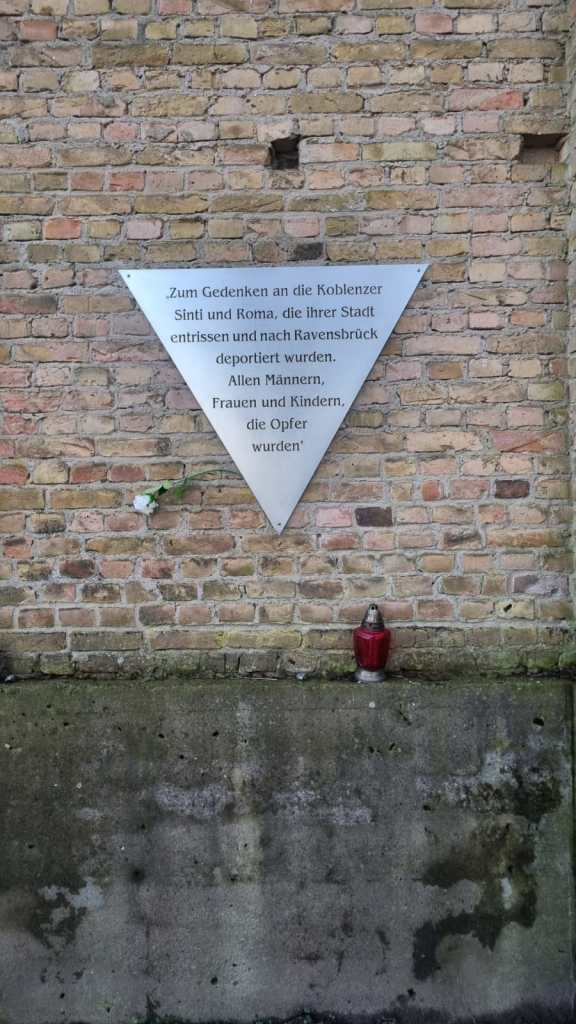 „Zum Gedenken an die Koblenzer
Sinti und Roma, die ihrer Stadt
entrissen und nach Ravensbrück
deportiert wurden.
Allen Männern,
Frauen und Kindern,
die Opfer
wurden“